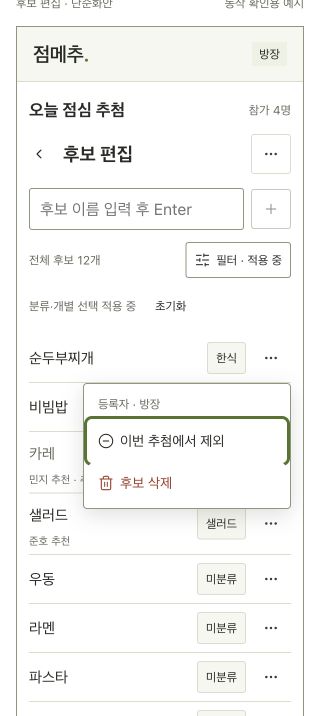 후보 편집 · 단순화안
동작 확인용 예시
점메추.
방장
오늘 점심 추첨
참가 4명
후보 편집
후보 이름 입력 후 Enter
전체 후보 12개
필터 · 적용 중
분류·개별 선택 적용 중
초기화
순두부찌개
한식
비빔밥
등록자 · 방장
이번 추첨에서 제외
카레
민지 추천 ·
후보 삭제
샐러드
샐러드
준호 추천
우동
미분류
라멘
미분류
파스타
미분류